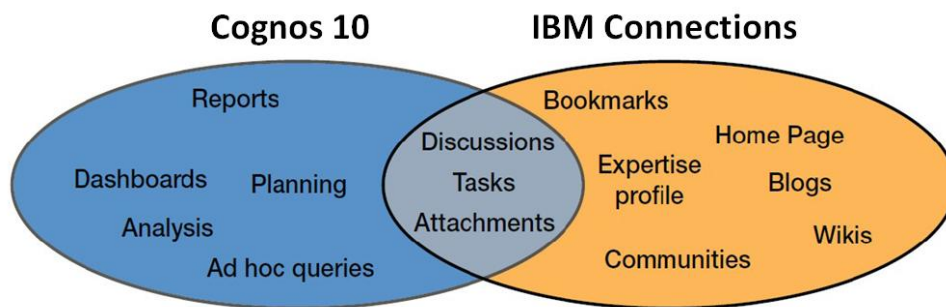 Cognos 10
IBM Connections
Reports
Dashboards
Planning
Analysis
Ad hoc queries
Discussions
Tasks
Attachments
Bookmarks
Home Page
Expertise
profile
Blogs
Wikis
Communities